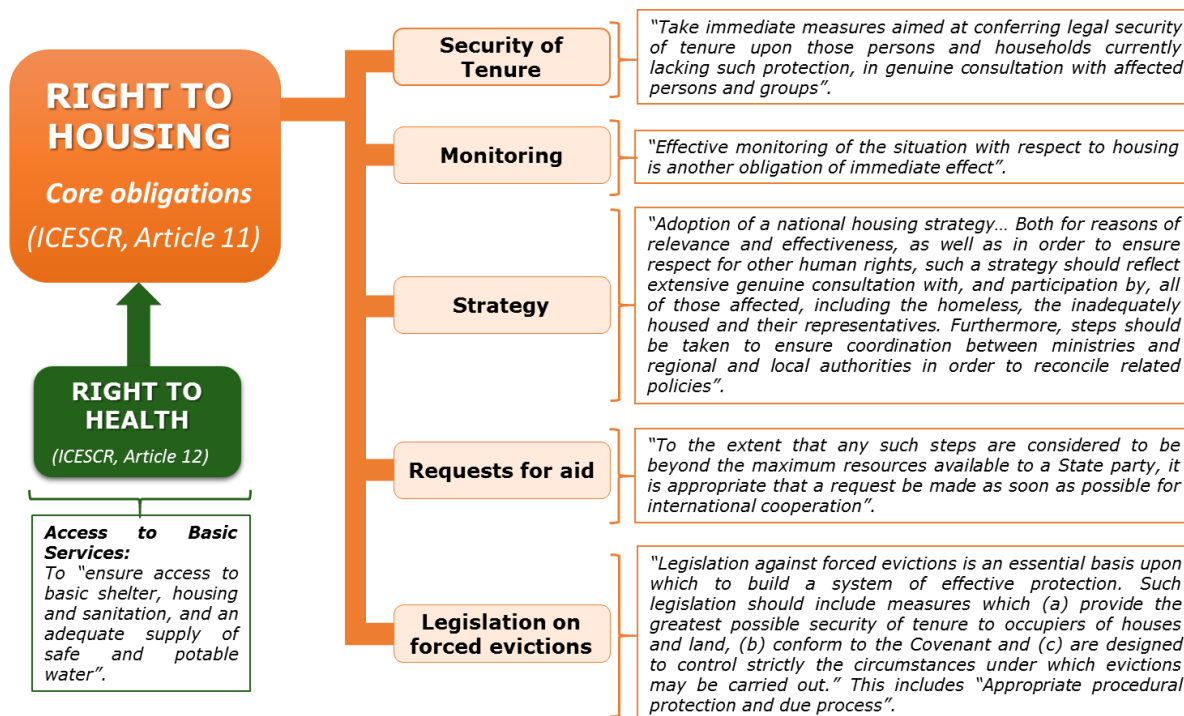 RIGHT TO
HOUSING
Core obligations
(ICESCR, Article 11)
RIGHT TO
HEALTH
(ICESCR, Article 12)
Access to Basic
Services:
To “ensure access to
basic shelter, housing
and sanitation, and an
adequate supply of
safe and potable
water”.
Security of
Tenure
“Take immediate measures aimed at conferring legal security
of tenure upon those persons and households currently
lacking such protection, in genuine consultation with affected
persons and groups”.
Monitoring
“Effective monitoring of the situation with respect to housing
is another obligation of immediate effect”.
Strategy
“Adoption of a national housing strategy… Both for reasons of
relevance and effectiveness, as well as in order to ensure
respect for other human rights, such a strategy should reflect
extensive genuine consultation with, and participation by, all
of those affected, including the homeless, the inadequately
housed and their representatives. Furthermore, steps should
be taken to ensure coordination between ministries and
regional and local authorities in order to reconcile related
policies”.
Requests for aid
“To the extent that any such steps are considered to be
beyond the maximum resources available to a State party, it
is appropriate that a request be made as soon as possible for
international cooperation”.
Legislation on
forced evictions
“Legislation against forced evictions is an essential basis upon
which to build a system of effective protection. Such
legislation should include measures which (a) provide the
greatest possible security of tenure to occupiers of houses
and land, (b) conform to the Covenant and (c) are designed
to control strictly the circumstances under which evictions
may be carried out.” This includes “Appropriate procedural
protection and due process”.